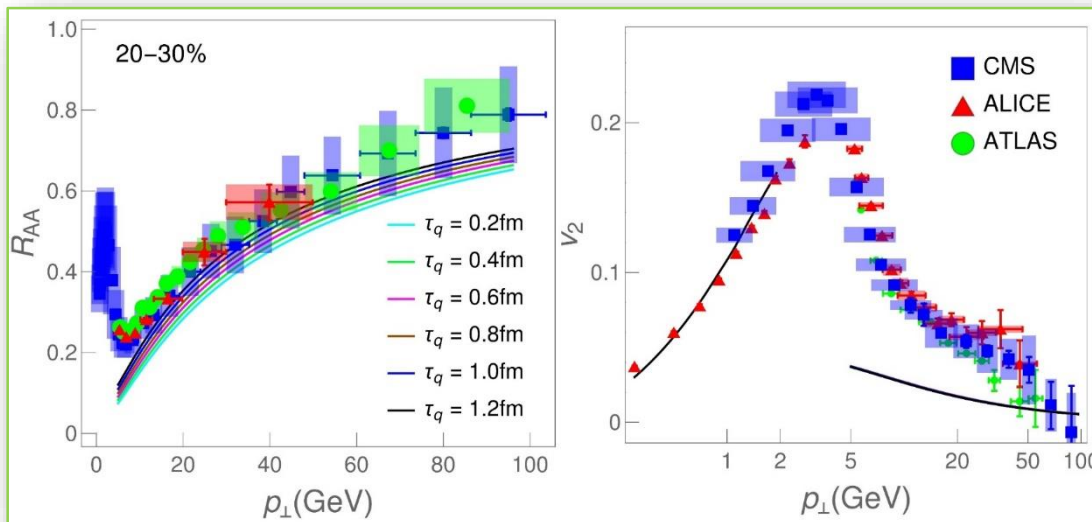 1.0
0.8
0.6
0.4
0.2
0
R_AA
20–30%
τ_q = 0.2fm
τ_q = 0.4fm
τ_q = 0.6fm
τ_q = 0.8fm
τ_q = 1.0fm
τ_q = 1.2fm
0 20 40 60 80 100
p⊥(GeV)
0.2
0.1
0
v_2
CMS
ALICE
ATLAS
1 2 5 10 20 50 100
p⊥(GeV)